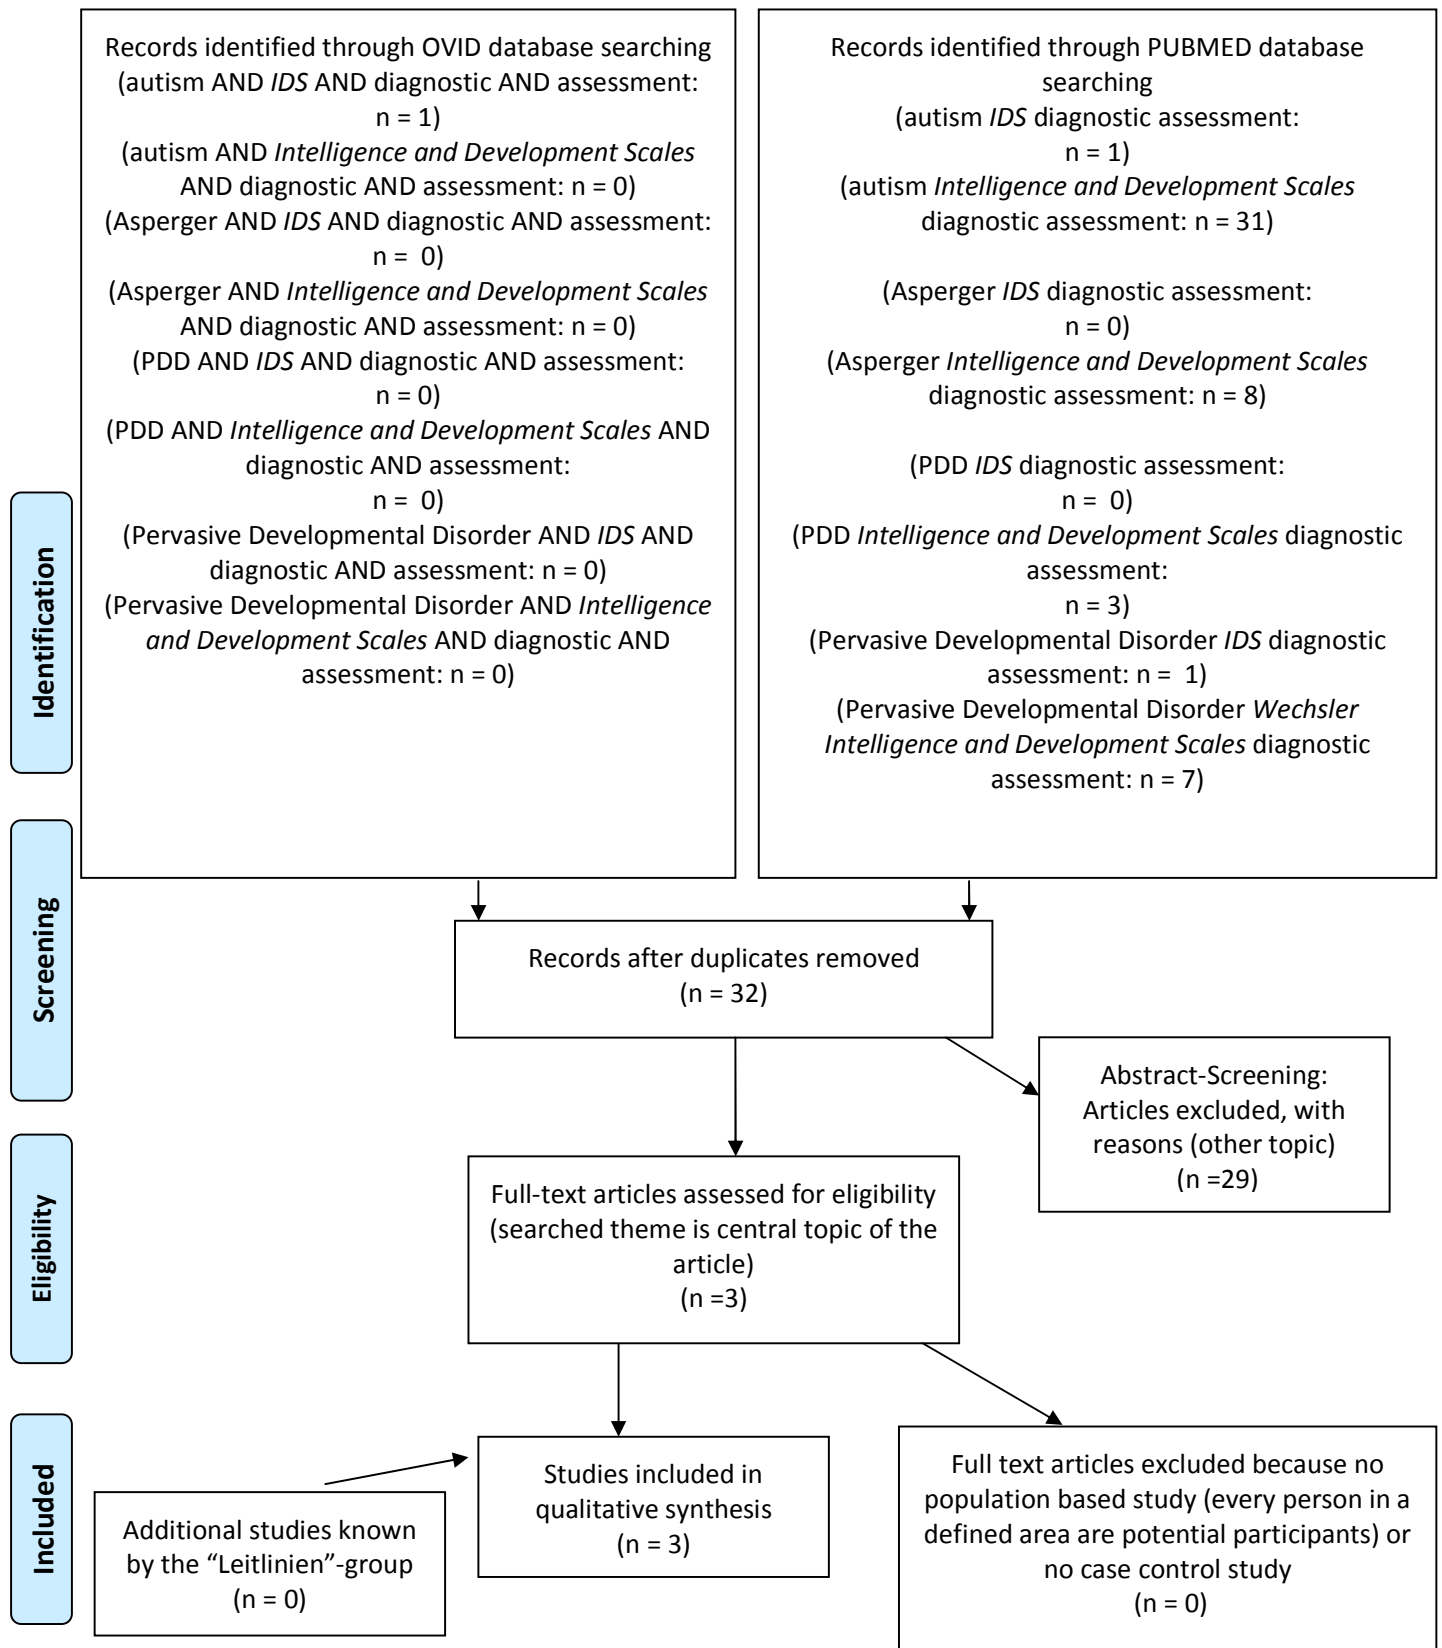 Records identified through OVID database searching
(autism AND IDS AND diagnostic AND assessment:
n = 1)
(autism AND Intelligence and Development Scales
AND diagnostic AND assessment: n = 0)
(Asperger AND IDS AND diagnostic AND assessment:
n =  0)
(Asperger AND Intelligence and Development Scales
AND diagnostic AND assessment: n = 0)
(PDD AND IDS AND diagnostic AND assessment:
n = 0)
(PDD AND Intelligence and Development Scales AND
diagnostic AND assessment:
n =  0)
(Pervasive Developmental Disorder AND IDS AND
diagnostic AND assessment: n = 0)
(Pervasive Developmental Disorder AND Intelligence
and Development Scales AND diagnostic AND
assessment: n = 0)
Records identified through PUBMED database
searching
(autism IDS diagnostic assessment:
n = 1)
(autism Intelligence and Development Scales
diagnostic assessment: n = 31)
(Asperger IDS diagnostic assessment:
n = 0)
(Asperger Intelligence and Development Scales
diagnostic assessment: n = 8)
(PDD IDS diagnostic assessment:
n =  0)
(PDD Intelligence and Development Scales diagnostic
assessment:
n = 3)
(Pervasive Developmental Disorder IDS diagnostic
assessment: n =  1)
(Pervasive Developmental Disorder Wechsler
Intelligence and Development Scales diagnostic
assessment: n = 7)
Identification
Screening
Records after duplicates removed
(n = 32)
Abstract-Screening:
Articles excluded, with
reasons (other topic)
(n =29)
Eligibility
Full-text articles assessed for eligibility
(searched theme is central topic of the
article)
(n =3)
Included
Additional studies known
by the “Leitlinien”-group
(n = 0)
Studies included in
qualitative synthesis
(n = 3)
Full text articles excluded because no
population based study (every person in a
defined area are potential participants) or
no case control study
(n = 0)